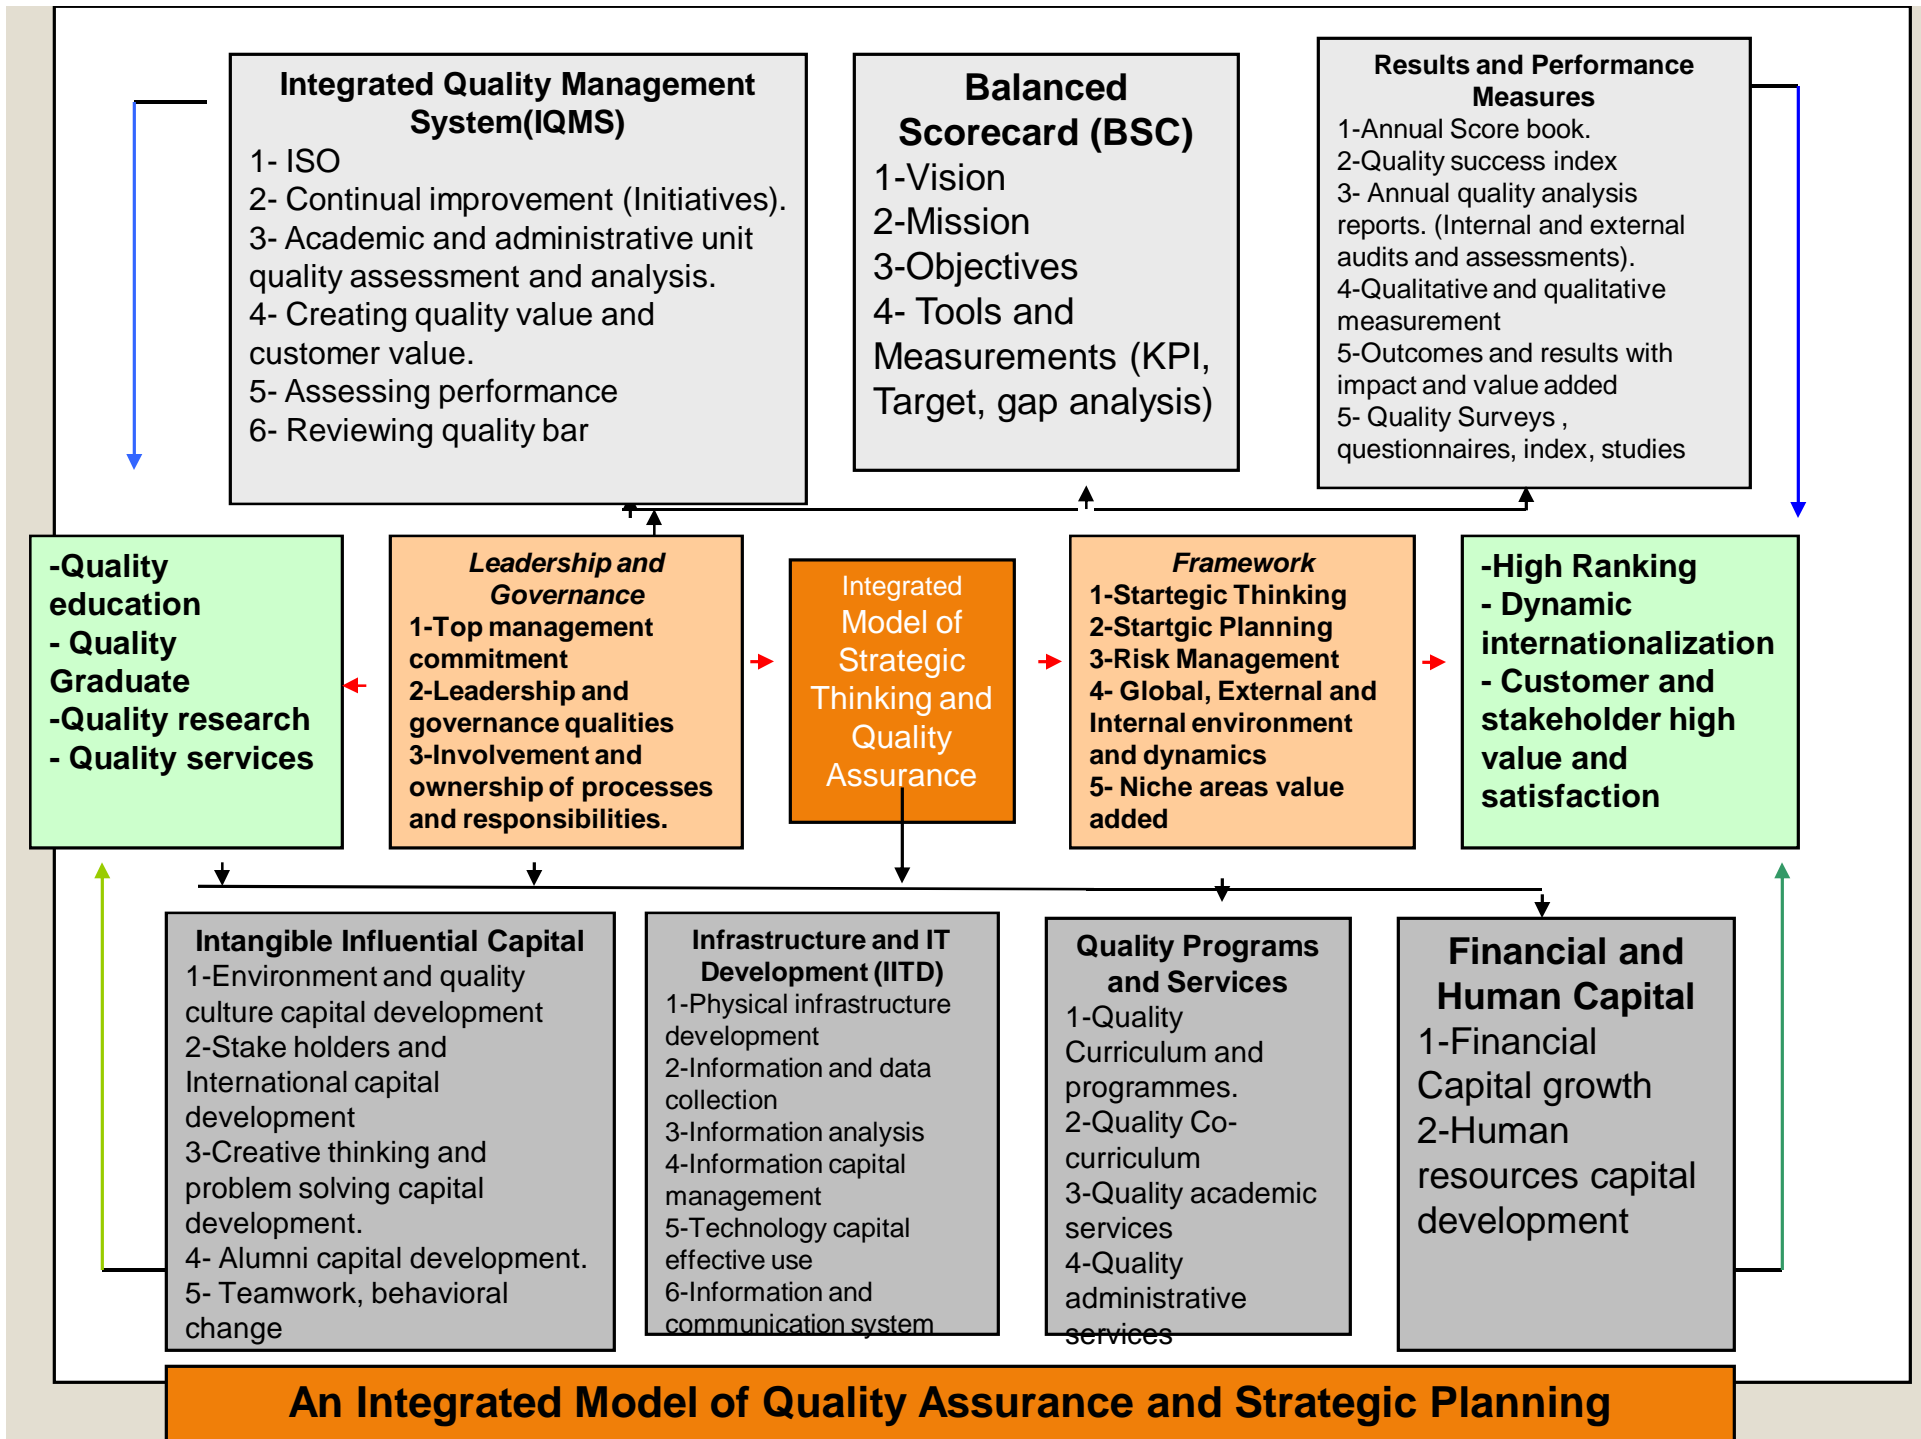 Integrated Quality Management
System(IQMS)
1- ISO
2- Continual improvement (Initiatives).
3- Academic and administrative unit
quality assessment and analysis.
4- Creating quality value and
customer value.
5- Assessing performance
6- Reviewing quality bar
Balanced
Scorecard (BSC)
1-Vision
2-Mission
3-Objectives
4- Tools and
Measurements (KPI,
Target, gap analysis)
Results and Performance
Measures
1-Annual Score book.
2-Quality success index
3- Annual quality analysis
reports. (Internal and external
audits and assessments).
4-Qualitative and qualitative
measurement
5-Outcomes and results with
impact and value added
5- Quality Surveys ,
questionnaires, index, studies
-Quality
education
- Quality
Graduate
-Quality research
- Quality services
Leadership and
Governance
1-Top management
commitment
2-Leadership and
governance qualities
3-Involvement and
ownership of processes
and responsibilities.
Integrated
Model of
Strategic
Thinking and
Quality
Assurance
Framework
1-Startegic Thinking
2-Startgic Planning
3-Risk Management
4- Global, External and
Internal environment
and dynamics
5- Niche areas value
added
-High Ranking
- Dynamic
internationalization
- Customer and
stakeholder high
value and
satisfaction
Intangible Influential Capital
1-Environment and quality
culture capital development
2-Stake holders and
International capital
development
3-Creative thinking and
problem solving capital
development.
4- Alumni capital development.
5- Teamwork, behavioral
change
Infrastructure and IT
Development (IITD)
1-Physical infrastructure
development
2-Information and data
collection
3-Information analysis
4-Information capital
management
5-Technology capital
effective use
6-Information and
communication system
Quality Programs
and Services
1-Quality
Curriculum and
programmes.
2-Quality Co-
curriculum
3-Quality academic
services
4-Quality
administrative
services
Financial and
Human Capital
1-Financial
Capital growth
2-Human
resources capital
development
An Integrated Model of Quality Assurance and Strategic Planning